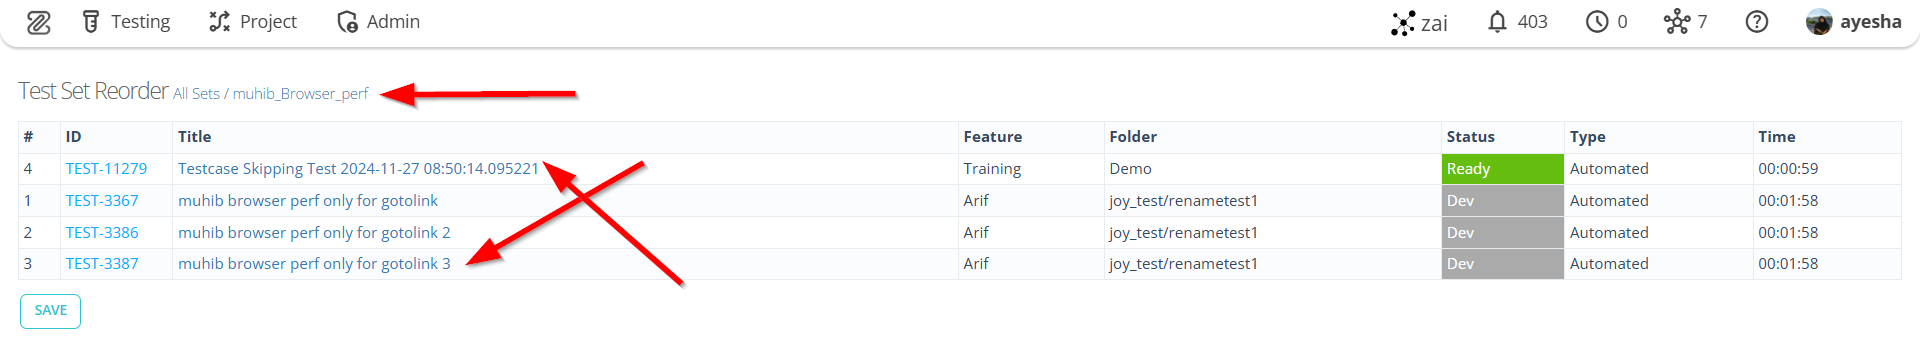 Testing Project Admin zai 403 0 7 ayesha
Test Set Reorder All Sets / muhib_Browser_perf
# ID Title Feature Folder Status Type Time
4 TEST-11279 Testcase Skipping Test 2024-11-27 08:50:14.095221 Training Demo Ready Automated 00:00:59
1 TEST-3367 muhib browser perf only for gotolink Arif joy_test/renametest1 Dev Automated 00:01:58
2 TEST-3386 muhib browser perf only for gotolink 2 Arif joy_test/renametest1 Dev Automated 00:01:58
3 TEST-3387 muhib browser perf only for gotolink 3 Arif joy_test/renametest1 Dev Automated 00:01:58
SAVE